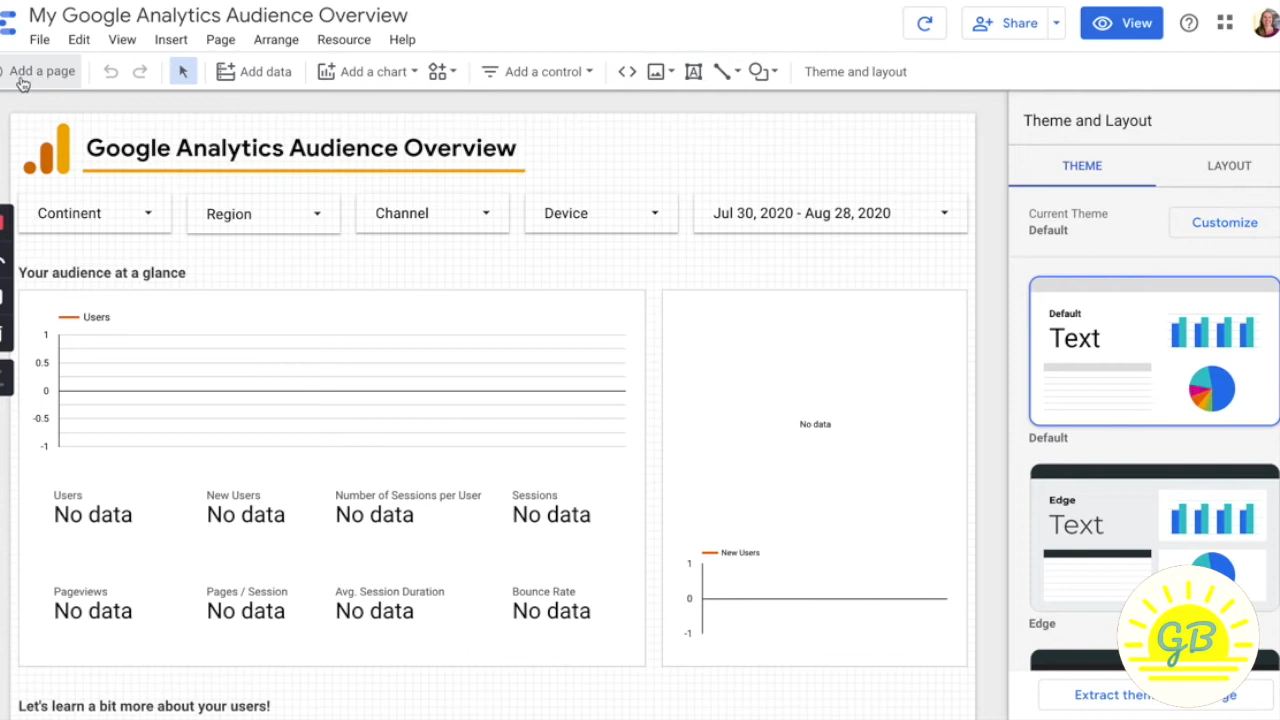 My Google Analytics Audience Overview
File Edit View Insert Page Arrange Resource Help
Share
View
Add a page
Add data
Add a chart
Add a control
Theme and layout
Google Analytics Audience Overview
Continent
Region
Channel
Device
Jul 30, 2020 - Aug 28, 2020
Your audience at a glance
Users
1
0.5
0
-0.5
-1
Users
No data
New Users
No data
Number of Sessions per User
No data
Sessions
No data
Pageviews
No data
Pages / Session
No data
Avg. Session Duration
No data
Bounce Rate
No data
No data
New Users
1
0
-1
Let's learn a bit more about your users!
Theme and Layout
THEME
LAYOUT
Current Theme
Default
Customize
Default
Text
Default
Edge
Text
Edge
GB
Extract